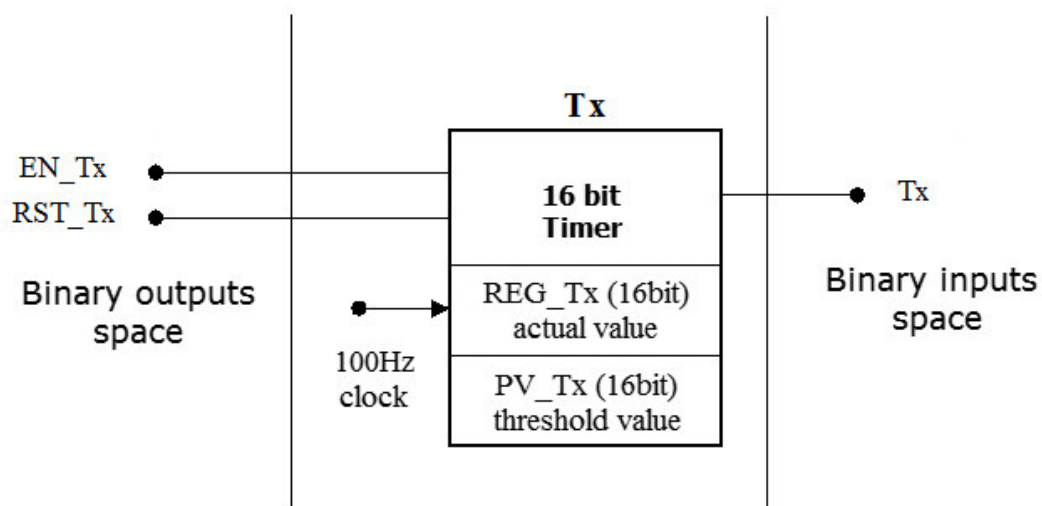 Tx
EN_Tx
RST_Tx
16 bit
Timer
Tx
Binary outputs
space
REG_Tx (16bit)
actual value
Binary inputs
space
100Hz
clock
PV_Tx (16bit)
threshold value